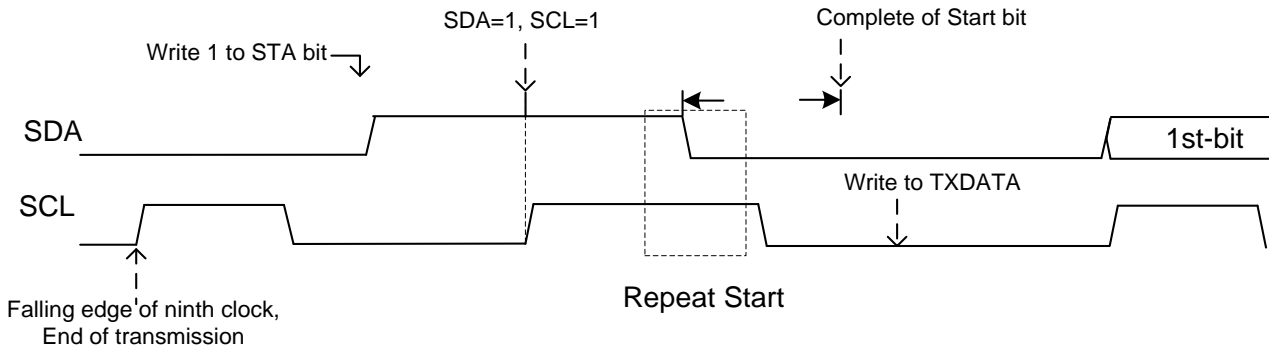 SDA=1, SCL=1
Complete of Start bit
Write 1 to STA bit
SDA
1st-bit
Write to TXDATA
SCL
Repeat Start
Falling edge of ninth clock,
End of transmission